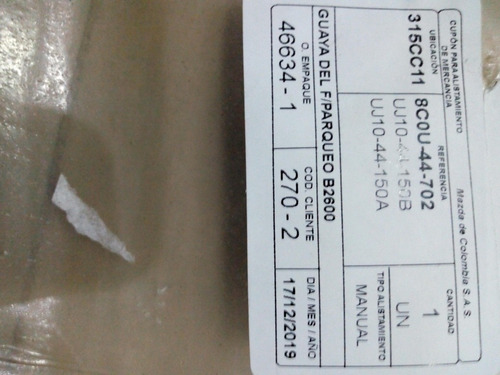 CUPÓN PARA ALISTAMIENTO
DE MERCANCIA
Mazda de Colombia S.A.S.
UBICACIÓN
REFERENCIA
CANTIDAD
315CC11
8C0U-44-702
1
UJ10-44-150B
UN
UJ10-44-150A
TIPO ALISTAMIENTO
MANUAL
GUAYA DEL F/PARQUEO B2600
O. EMPAQUE
COD. CLIENTE
DIA / MES / AÑO
46634 - 1
270 - 2
17/12/2019